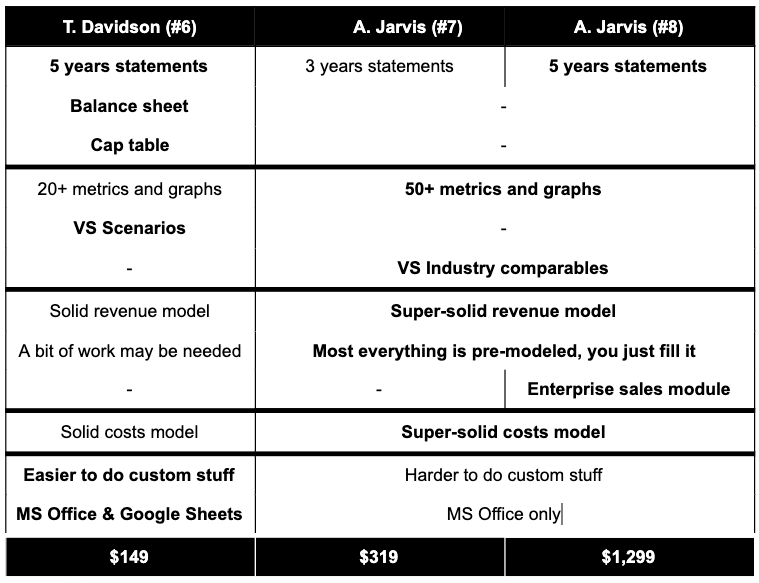 T. Davidson (#6) A. Jarvis (#7) A. Jarvis (#8)
5 years statements 3 years statements 5 years statements
Balance sheet -
Cap table -
20+ metrics and graphs 50+ metrics and graphs
VS Scenarios -
- VS Industry comparables
Solid revenue model Super-solid revenue model
A bit of work may be needed Most everything is pre-modeled, you just fill it
- - Enterprise sales module
Solid costs model Super-solid costs model
Easier to do custom stuff Harder to do custom stuff
MS Office & Google Sheets MS Office only
$149 $319 $1,299